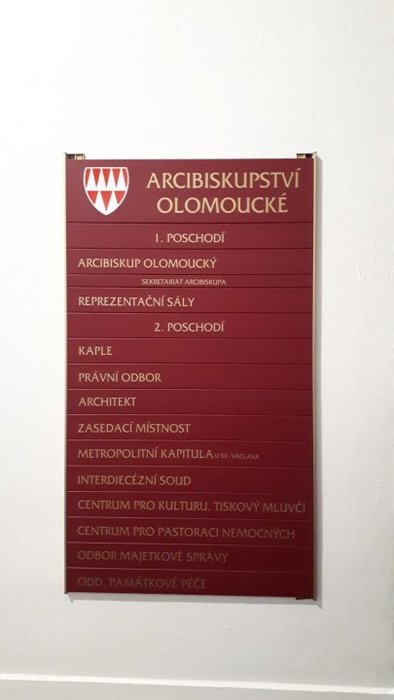 ARCIBISKUPSTVÍ
OLOMOUCKÉ
1. POSCHODÍ
ARCIBISKUP OLOMOUCKÝ
SEKRETARIÁT ARCIBISKUPA
REPREZENTAČNÍ SÁLY
2. POSCHODÍ
KAPLE
PRÁVNÍ ODBOR
ARCHITEKT
ZASEDACÍ MÍSTNOST
METROPOLITNÍ KAPITULA U SV. VÁCLAVA
INTERDIECÉZNÍ SOUD
CENTRUM PRO KULTURU, TISKOVÝ MLUVČÍ
CENTRUM PRO PASTORACI NEMOCNÝCH
ODBOR MAJETKOVÉ SPRÁVY
ODD. PAMÁTKOVÉ PÉČE